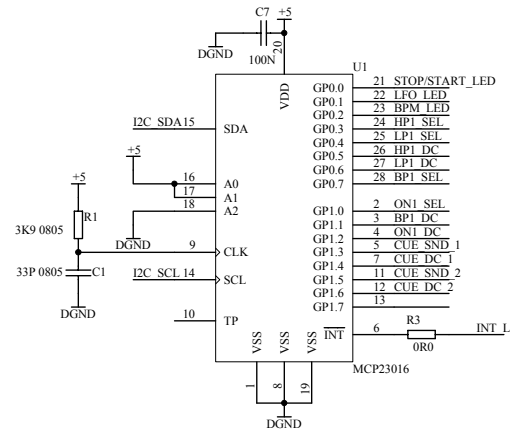 C7
+5
DGND
100N
20
VDD
U1
GP0.0 21 STOP/START_LED
GP0.1 22 LFO_LED
GP0.2 23 BPM_LED
GP0.3 24 HP1_SEL
GP0.4 25 LP1_SEL
GP0.5 26 HP1_DC
GP0.6 27 LP1_DC
GP0.7 28 BP1_SEL
I2C_SDA 15 SDA
+5
16 A0
17 A1
18 A2
DGND
+5
R1
3K9 0805
9 CLK
33P 0805 C1
DGND
I2C_SCL 14 SCL
10 TP
GP1.0 2 ON1_SEL
GP1.1 3 BP1_DC
GP1.2 4 ON1_DC
GP1.3 5 CUE_SND_1
GP1.4 7 CUE_DC_1
GP1.5 11 CUE_SND_2
GP1.6 12 CUE_DC_2
GP1.7 13
INT 6 R3 INT_L
0R0
VSS VSS VSS
1 8 19
MCP23016
DGND